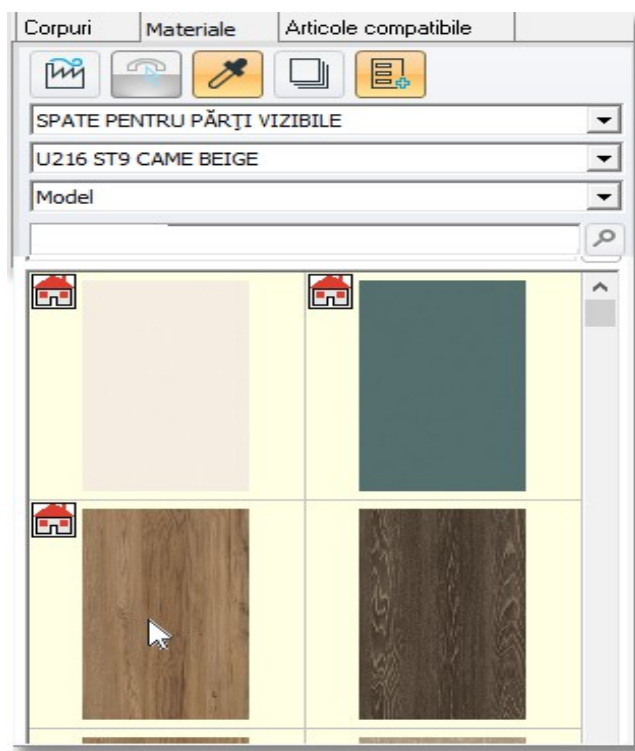 Corpuri Materiale Articole compatibile
SPATE PENTRU PĂRŢI VIZIBILE
U216 ST9 CAME BEIGE
Model